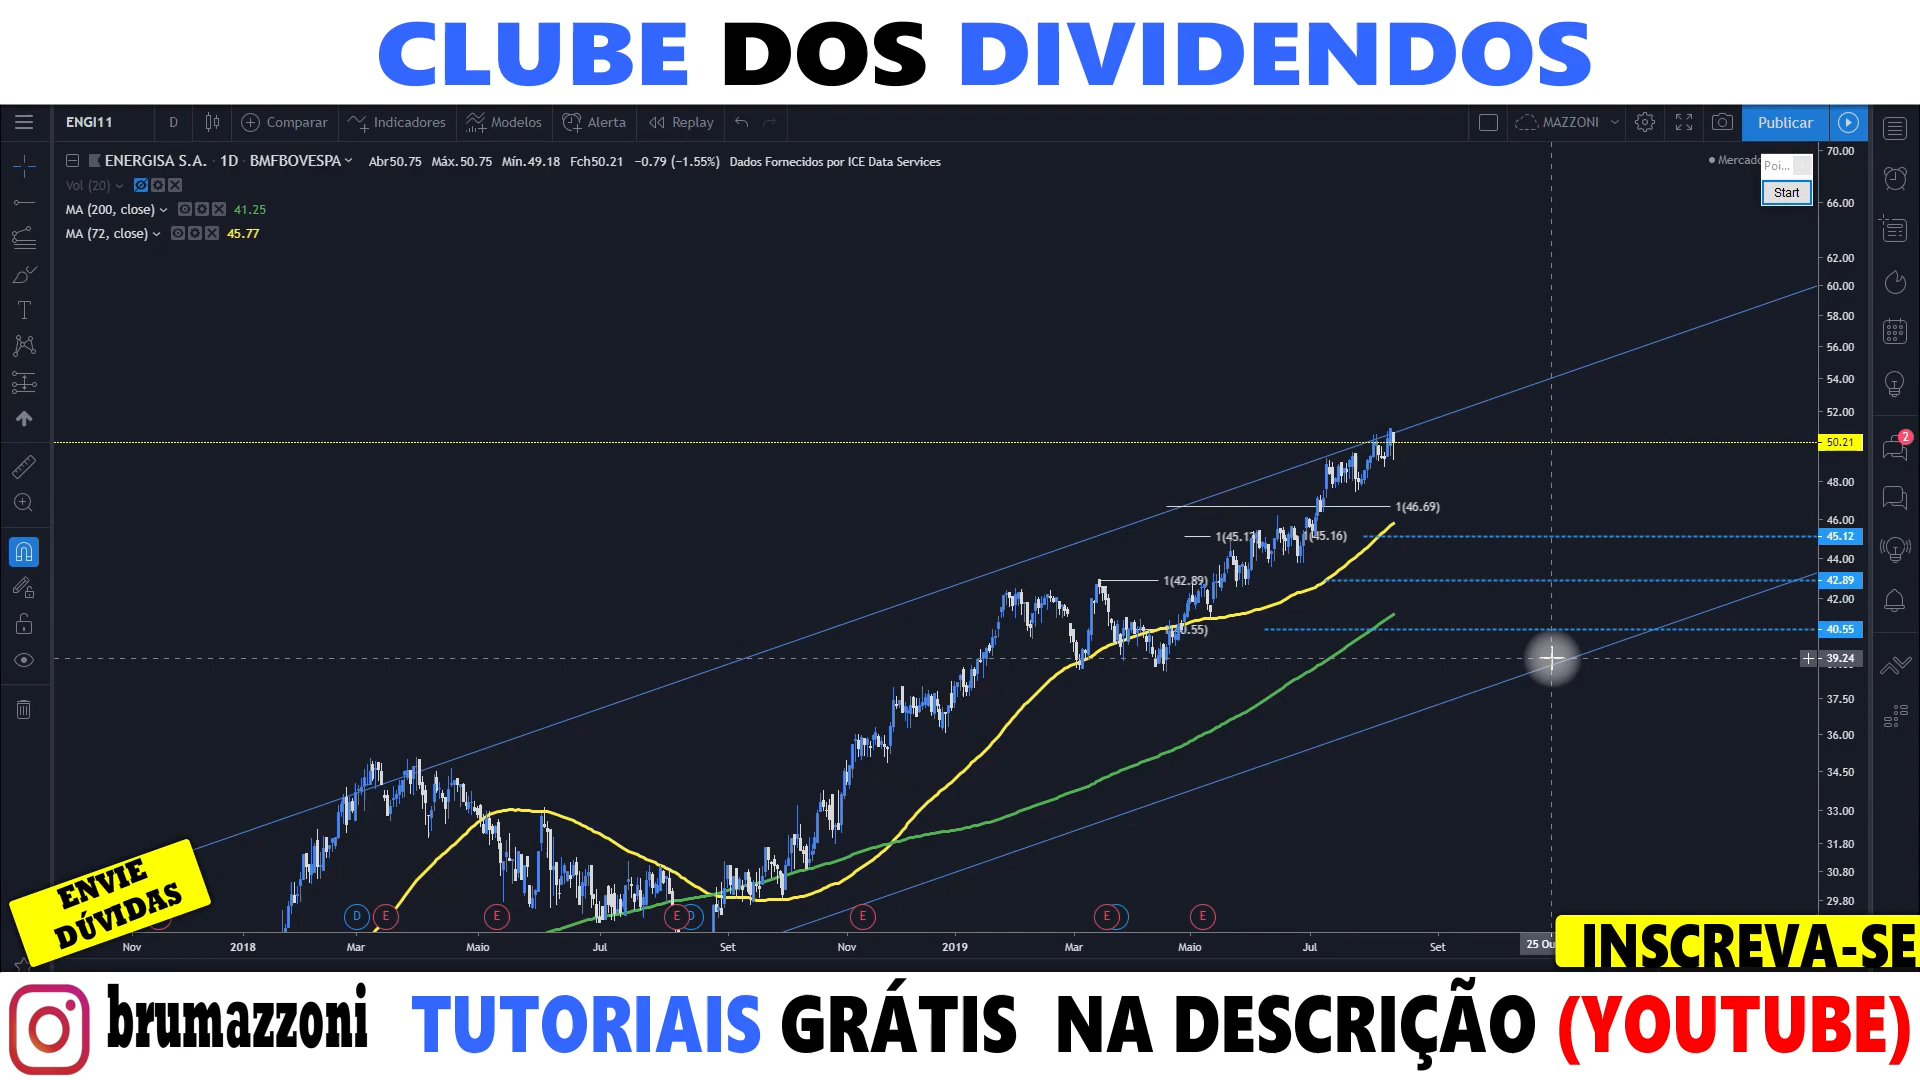 CLUBE DOS DIVIDENDOS
ENGI11 D Comparar Indicadores Modelos Alerta Replay MAZZONI Publicar
ENERGISA S.A. · 1D · BMFBOVESPA Abr50.75 Máx.50.75 Mín.49.18 Fch50.21 −0.79 (−1.55%) Dados Fornecidos por ICE Data Services
Poi...
Start
Vol (20)
MA (200, close) 41.25
MA (72, close) 45.77
70.00
66.00
62.00
60.00
58.00
56.00
54.00
52.00
50.21
48.00
1(46.69)
46.00
1(45.16)
45.12
44.00
1(42.89)
42.89
42.00
40.55
39.24
37.50
36.00
34.50
33.00
31.80
30.80
29.80
2
D E E E D E E E
Nov 2018 Mar Maio Jul Set Nov 2019 Mar Maio Jul Set
ENVIE
DÚVIDAS
INSCREVA-SE
brumazzoni
TUTORIAIS GRÁTIS NA DESCRIÇÃO (YOUTUBE)